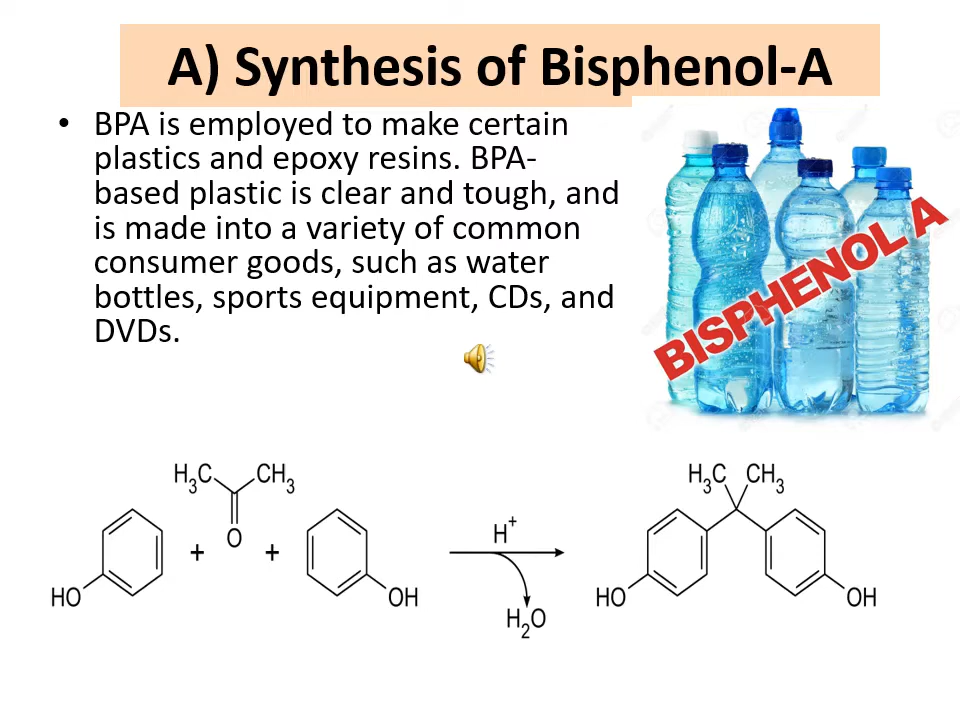 A) Synthesis of Bisphenol-A
• BPA is employed to make certain
plastics and epoxy resins. BPA-
based plastic is clear and tough, and
is made into a variety of common
consumer goods, such as water
bottles, sports equipment, CDs, and
DVDs.
BISPHENOL A
H₃C CH₃
O
HO + + OH
H⁺
H₂O
H₃C CH₃
HO OH